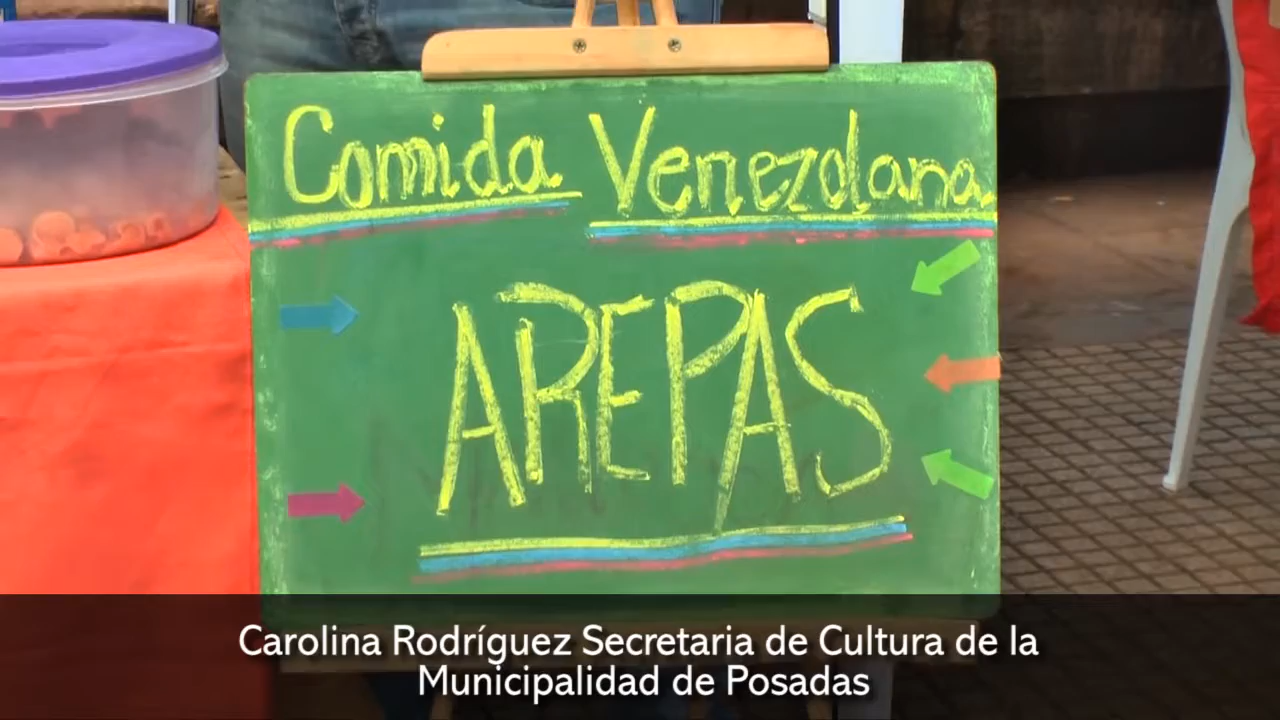 Comida Venezolana
AREPAS
Carolina Rodríguez Secretaria de Cultura de la
Municipalidad de Posadas